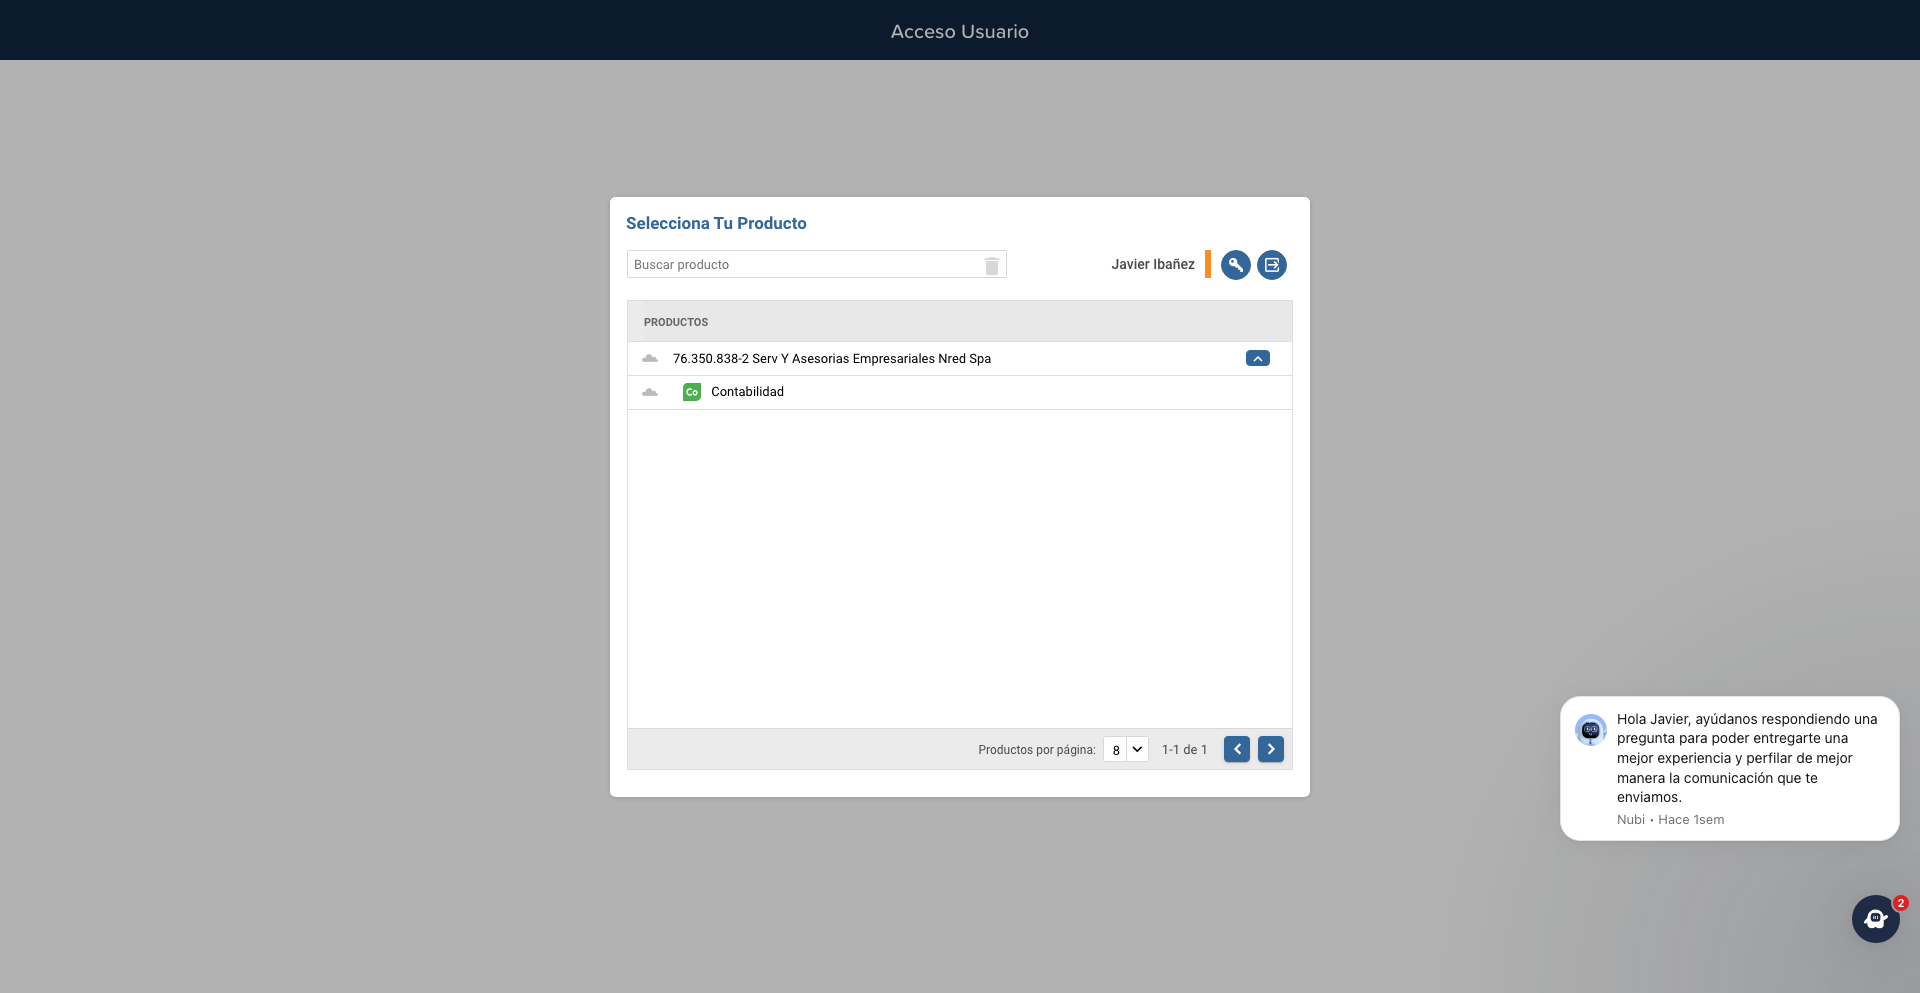 Acceso Usuario
Selecciona Tu Producto
Buscar producto
Javier Ibañez
PRODUCTOS
76.350.838-2 Serv Y Asesorias Empresariales Nred Spa
Co Contabilidad
Productos por página: 8 1-1 de 1
Hola Javier, ayúdanos respondiendo una
pregunta para poder entregarte una
mejor experiencia y perfilar de mejor
manera la comunicación que te
enviamos.
Nubi • Hace 1sem
2